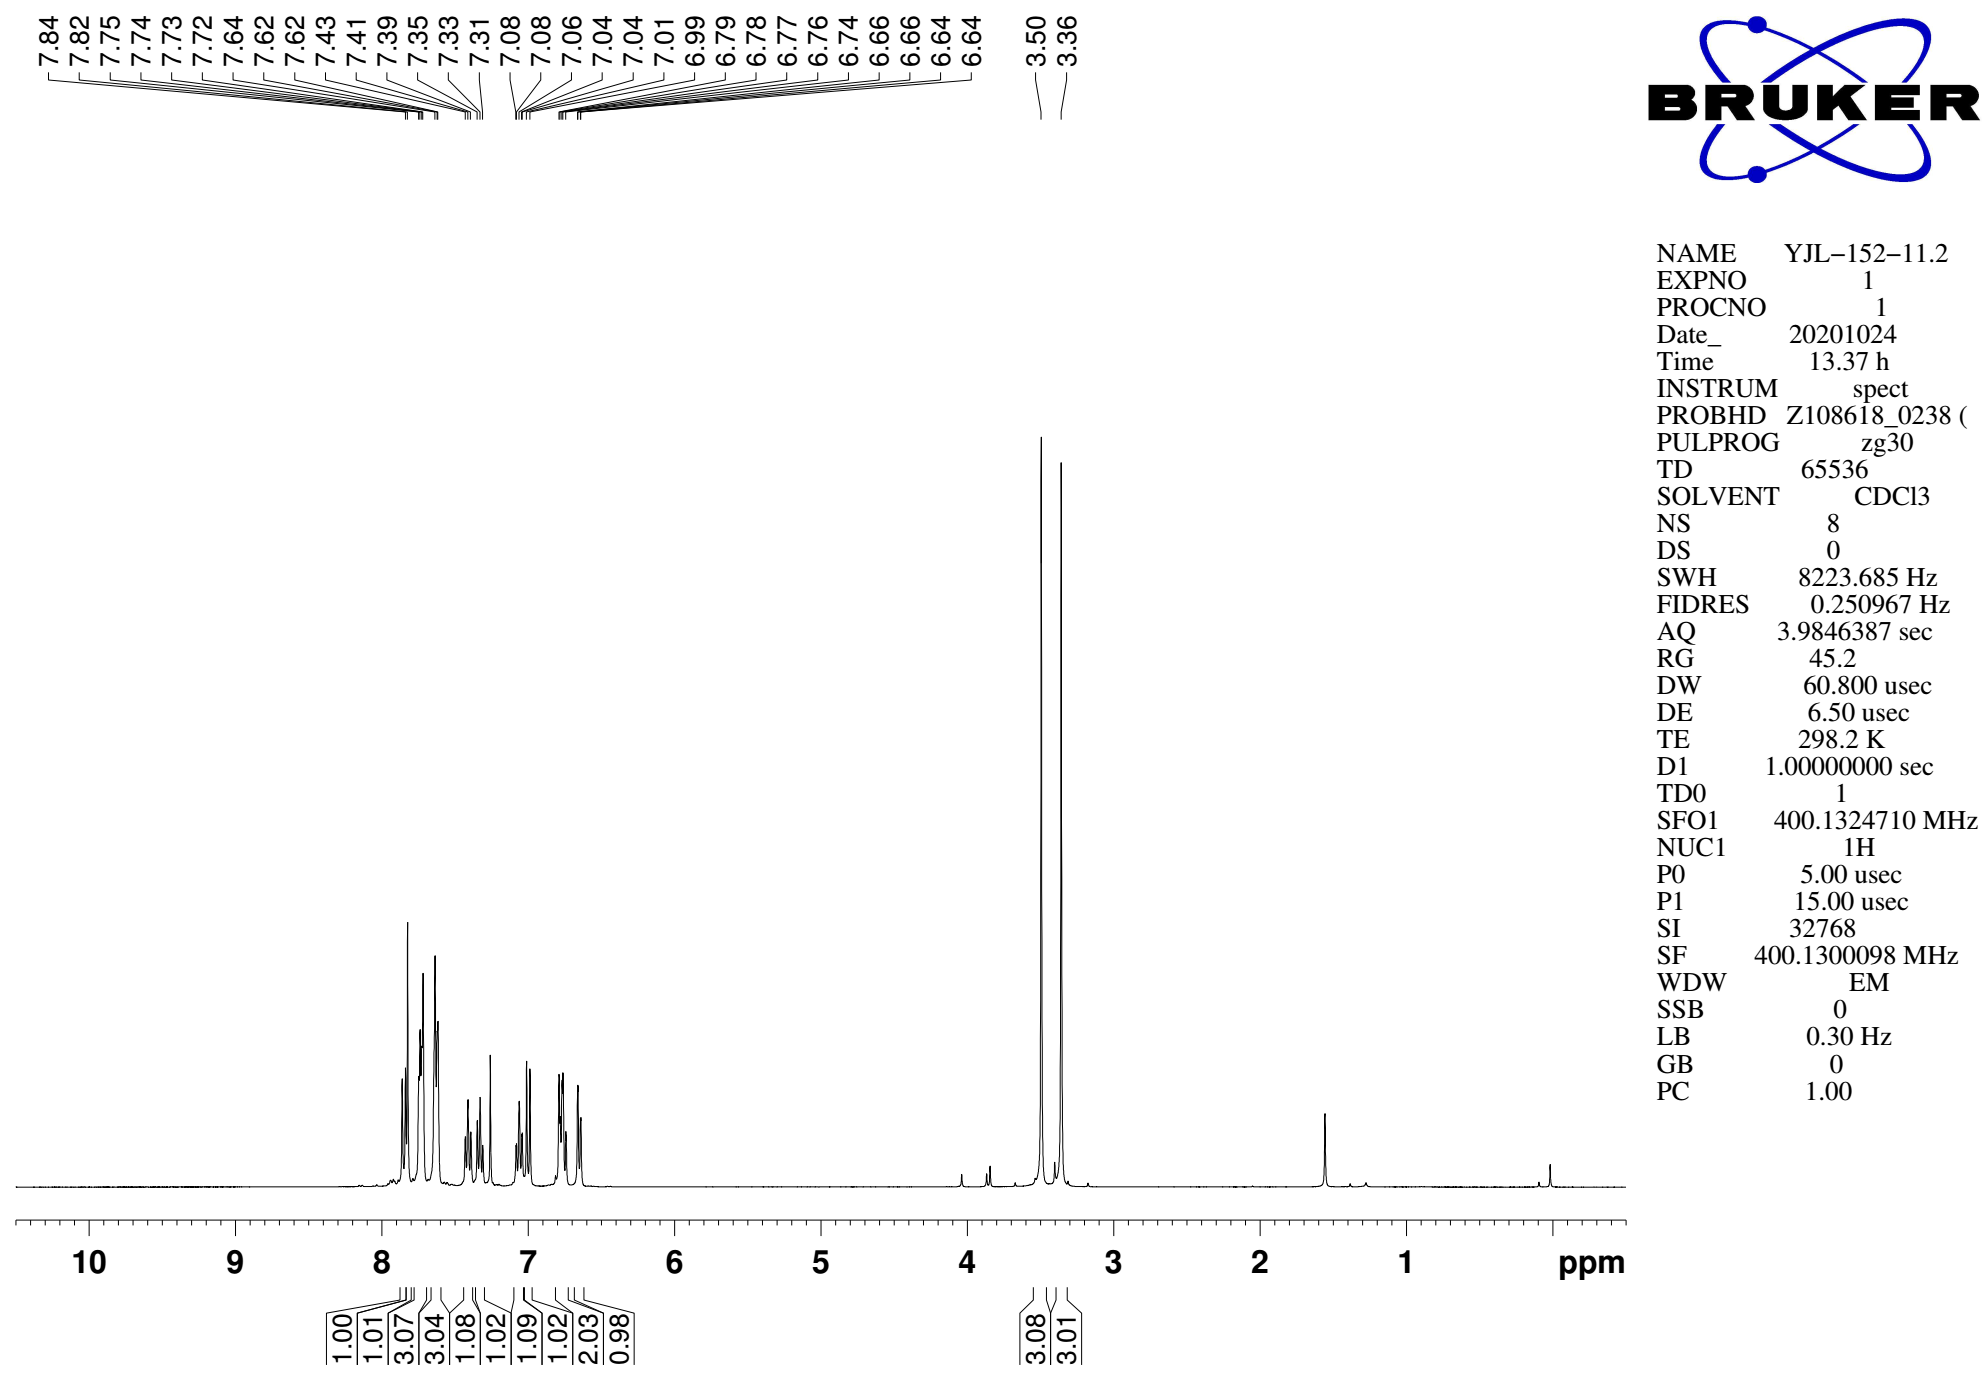 7.84 7.82 7.75 7.74 7.73 7.72 7.64 7.62 7.62 7.43 7.41 7.39 7.35 7.33 7.31 7.08 7.08 7.06 7.04 7.04 7.01 6.99 6.79 6.78 6.77 6.76 6.74 6.66 6.66 6.64 6.64 3.50 3.36
BRUKER
NAME YJL−152−11.2
EXPNO 1
PROCNO 1
Date_ 20201024
Time 13.37 h
INSTRUM spect
PROBHD Z108618_0238 (
PULPROG zg30
TD 65536
SOLVENT CDCl3
NS 8
DS 0
SWH 8223.685 Hz
FIDRES 0.250967 Hz
AQ 3.9846387 sec
RG 45.2
DW 60.800 usec
DE 6.50 usec
TE 298.2 K
D1 1.00000000 sec
TD0 1
SFO1 400.1324710 MHz
NUC1 1H
P0 5.00 usec
P1 15.00 usec
SI 32768
SF 400.1300098 MHz
WDW EM
SSB 0
LB 0.30 Hz
GB 0
PC 1.00
10 9 8 7 6 5 4 3 2 1 ppm
1.00 1.01 3.07 3.04 1.08 1.02 1.09 1.02 2.03 0.98 3.08 3.01